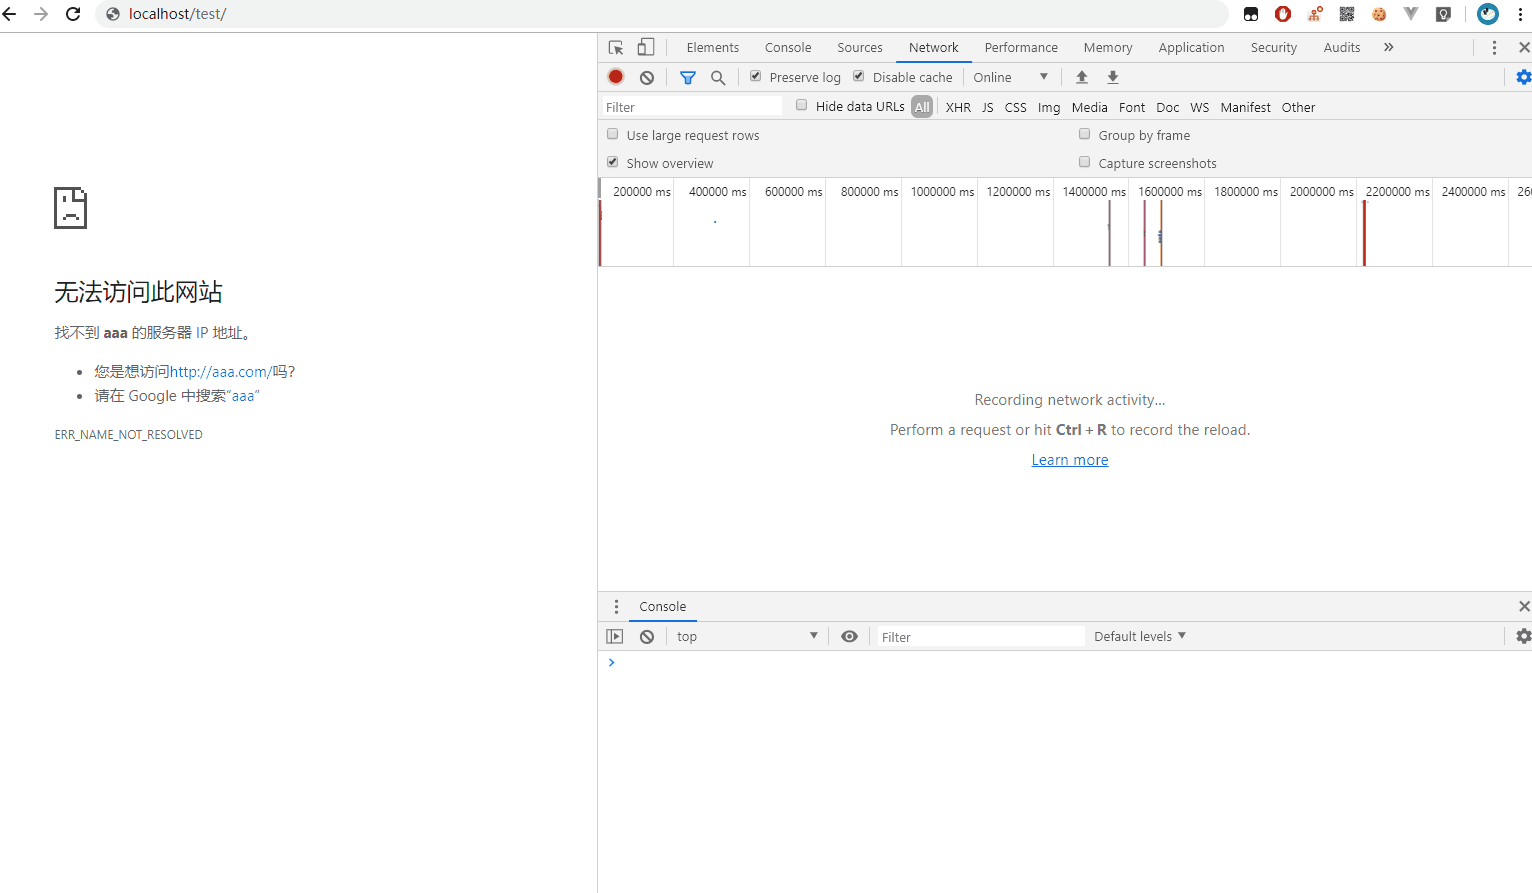 localhost/test/
无法访问此网站
找不到 aaa 的服务器 IP 地址。
您是想访问http://aaa.com/吗?
请在 Google 中搜索“aaa”
ERR_NAME_NOT_RESOLVED
Elements Console Sources Network Performance Memory Application Security Audits »
Preserve log Disable cache Online
Filter Hide data URLs All XHR JS CSS Img Media Font Doc WS Manifest Other
Use large request rows Group by frame
Show overview Capture screenshots
200000 ms 400000 ms 600000 ms 800000 ms 1000000 ms 1200000 ms 1400000 ms 1600000 ms 1800000 ms 2000000 ms 2200000 ms 2400000 ms 260
Recording network activity…
Perform a request or hit Ctrl + R to record the reload.
Learn more
Console
top Filter Default levels